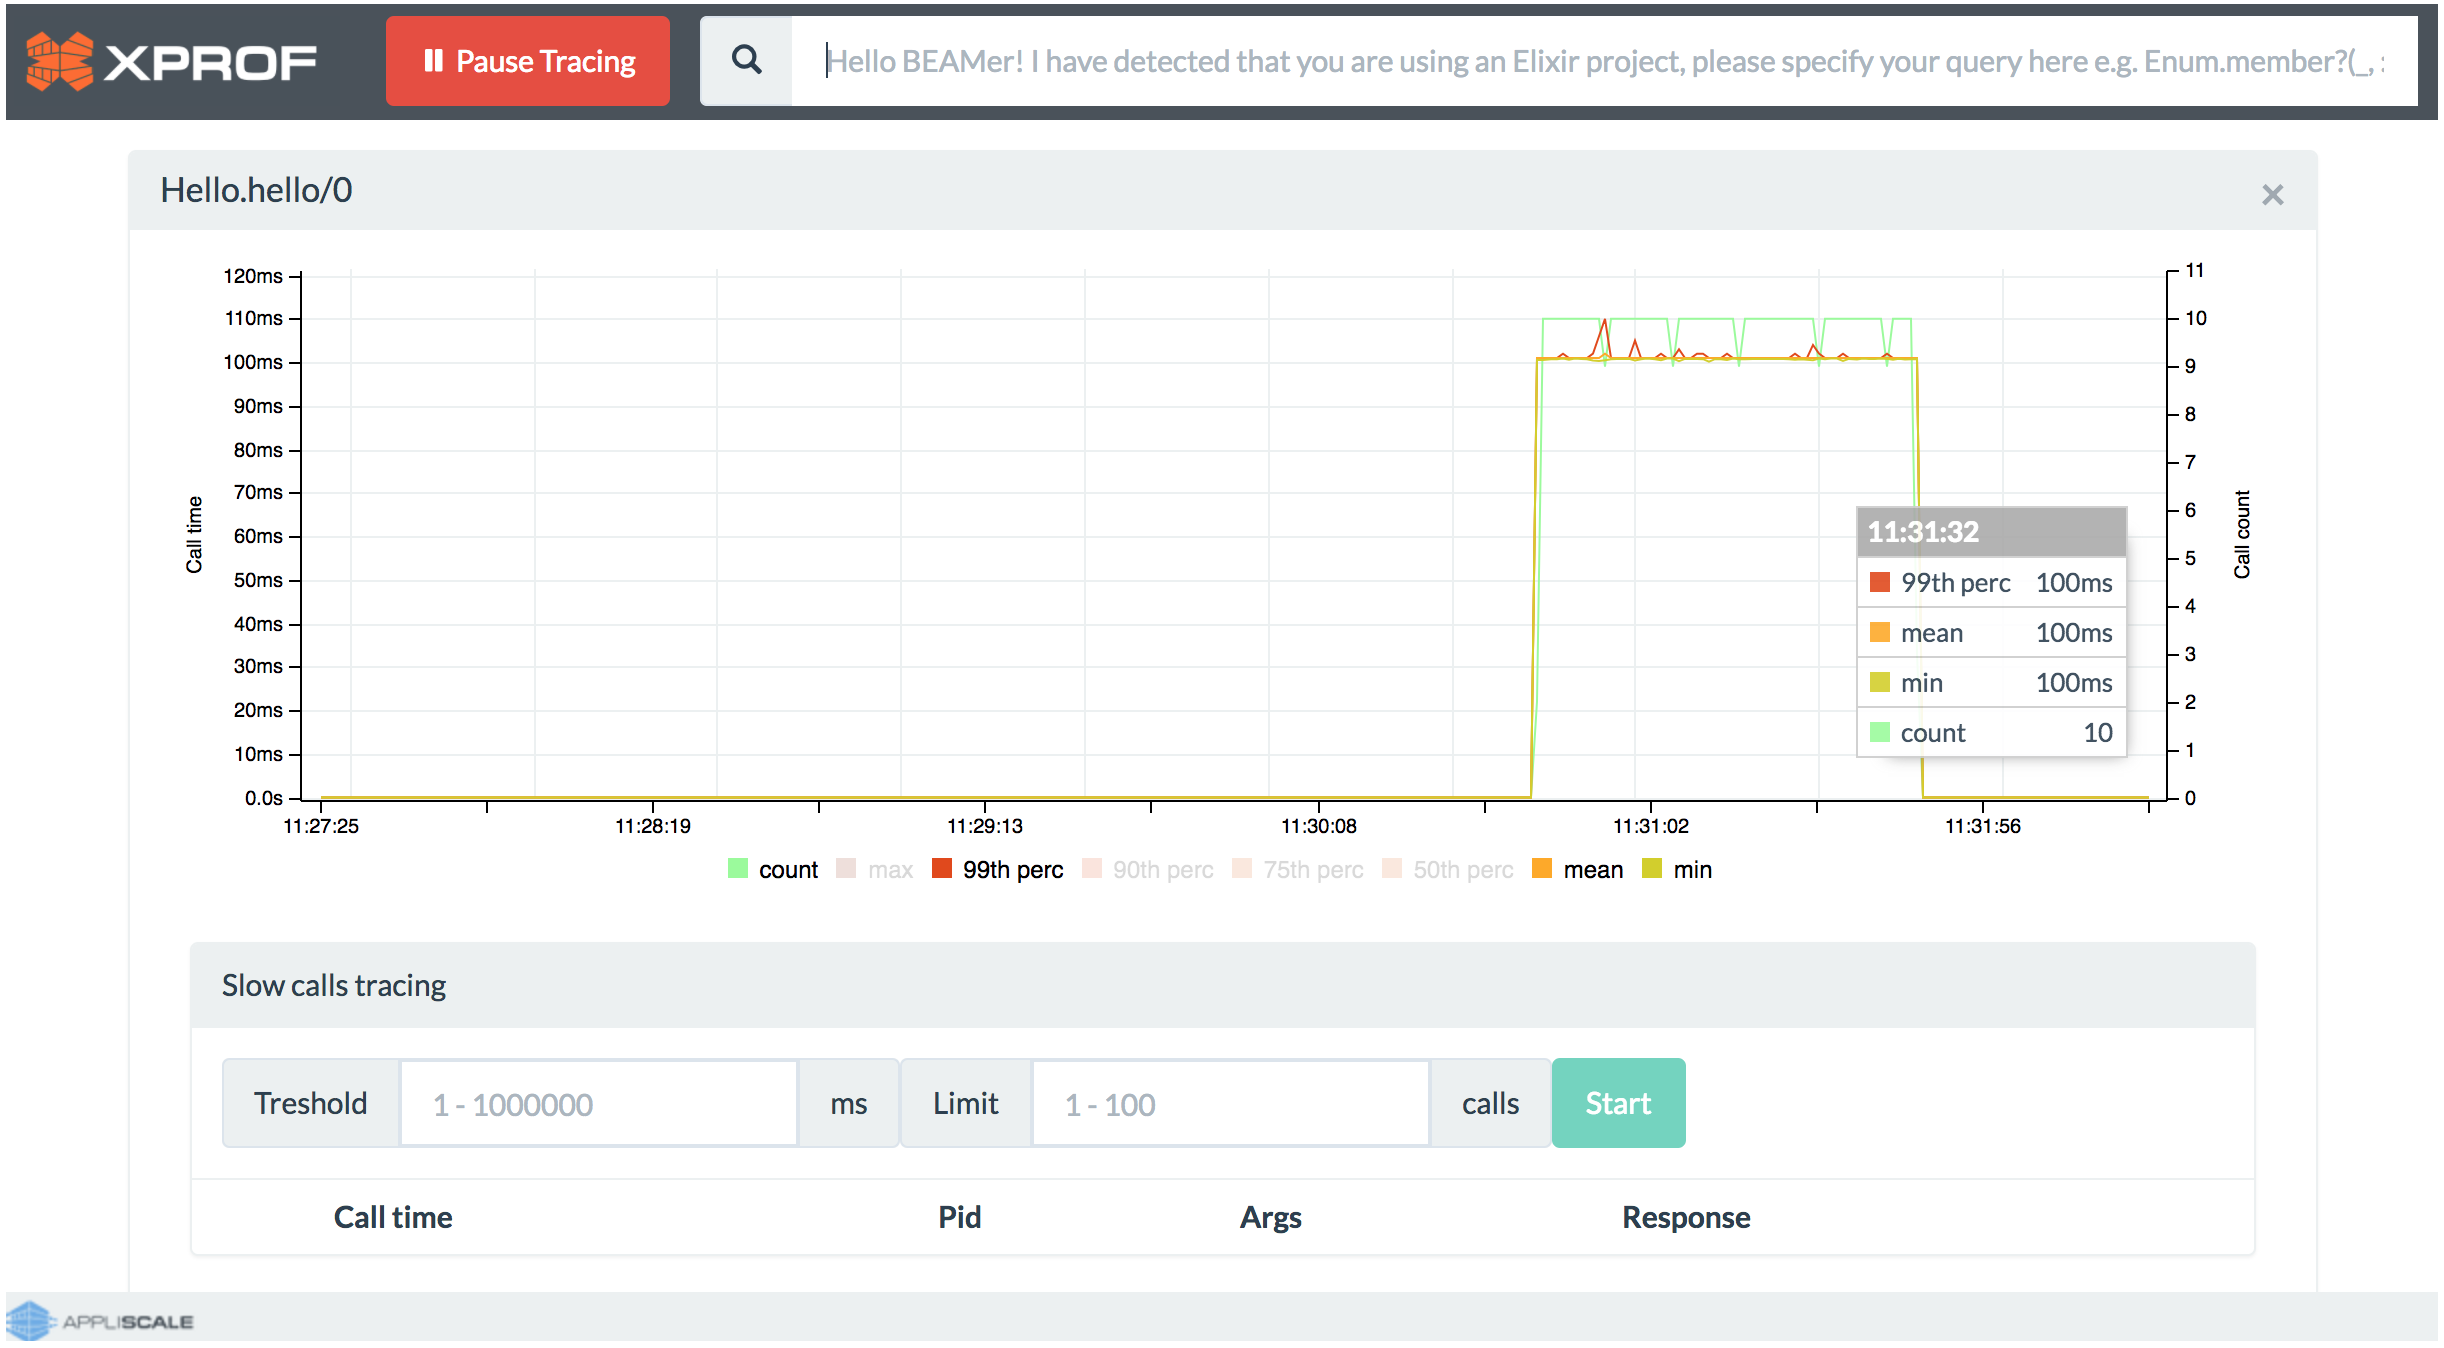 XPROF
Pause Tracing
Hello BEAMer! I have detected that you are using an Elixir project, please specify your query here e.g. Enum.member?(_, :
Hello.hello/0
×
120ms
110ms
100ms
90ms
80ms
70ms
60ms
50ms
40ms
30ms
20ms
10ms
0.0s
Call time
11
10
9
8
7
6
5
4
3
2
1
0
Call count
11:31:32
99th perc 100ms
mean 100ms
min 100ms
count 10
11:27:25 11:28:19 11:29:13 11:30:08 11:31:02 11:31:56
count max 99th perc 90th perc 75th perc 50th perc mean min
Slow calls tracing
Treshold 1 - 1000000 ms Limit 1 - 100 calls Start
Call time Pid Args Response
APPLISCALE